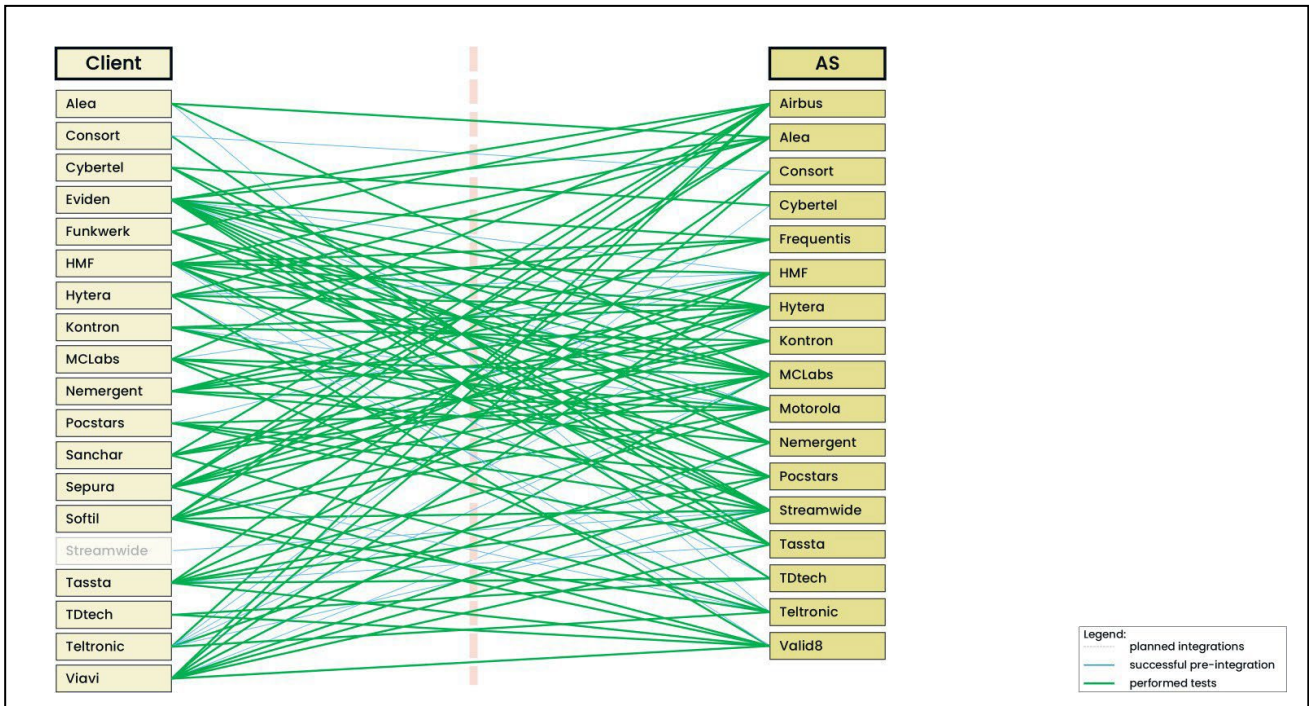 Client
AS
Alea
Consort
Cybertel
Eviden
Funkwerk
HMF
Hytera
Kontron
MCLabs
Nemergent
Pocstars
Sanchar
Sepura
Softil
Streamwide
Tassta
TDtech
Teltronic
Viavi
Airbus
Alea
Consort
Cybertel
Frequentis
HMF
Hytera
Kontron
MCLabs
Motorola
Nemergent
Pocstars
Streamwide
Tassta
TDtech
Teltronic
Valid8
Legend:
planned integrations
successful pre-integration
performed tests